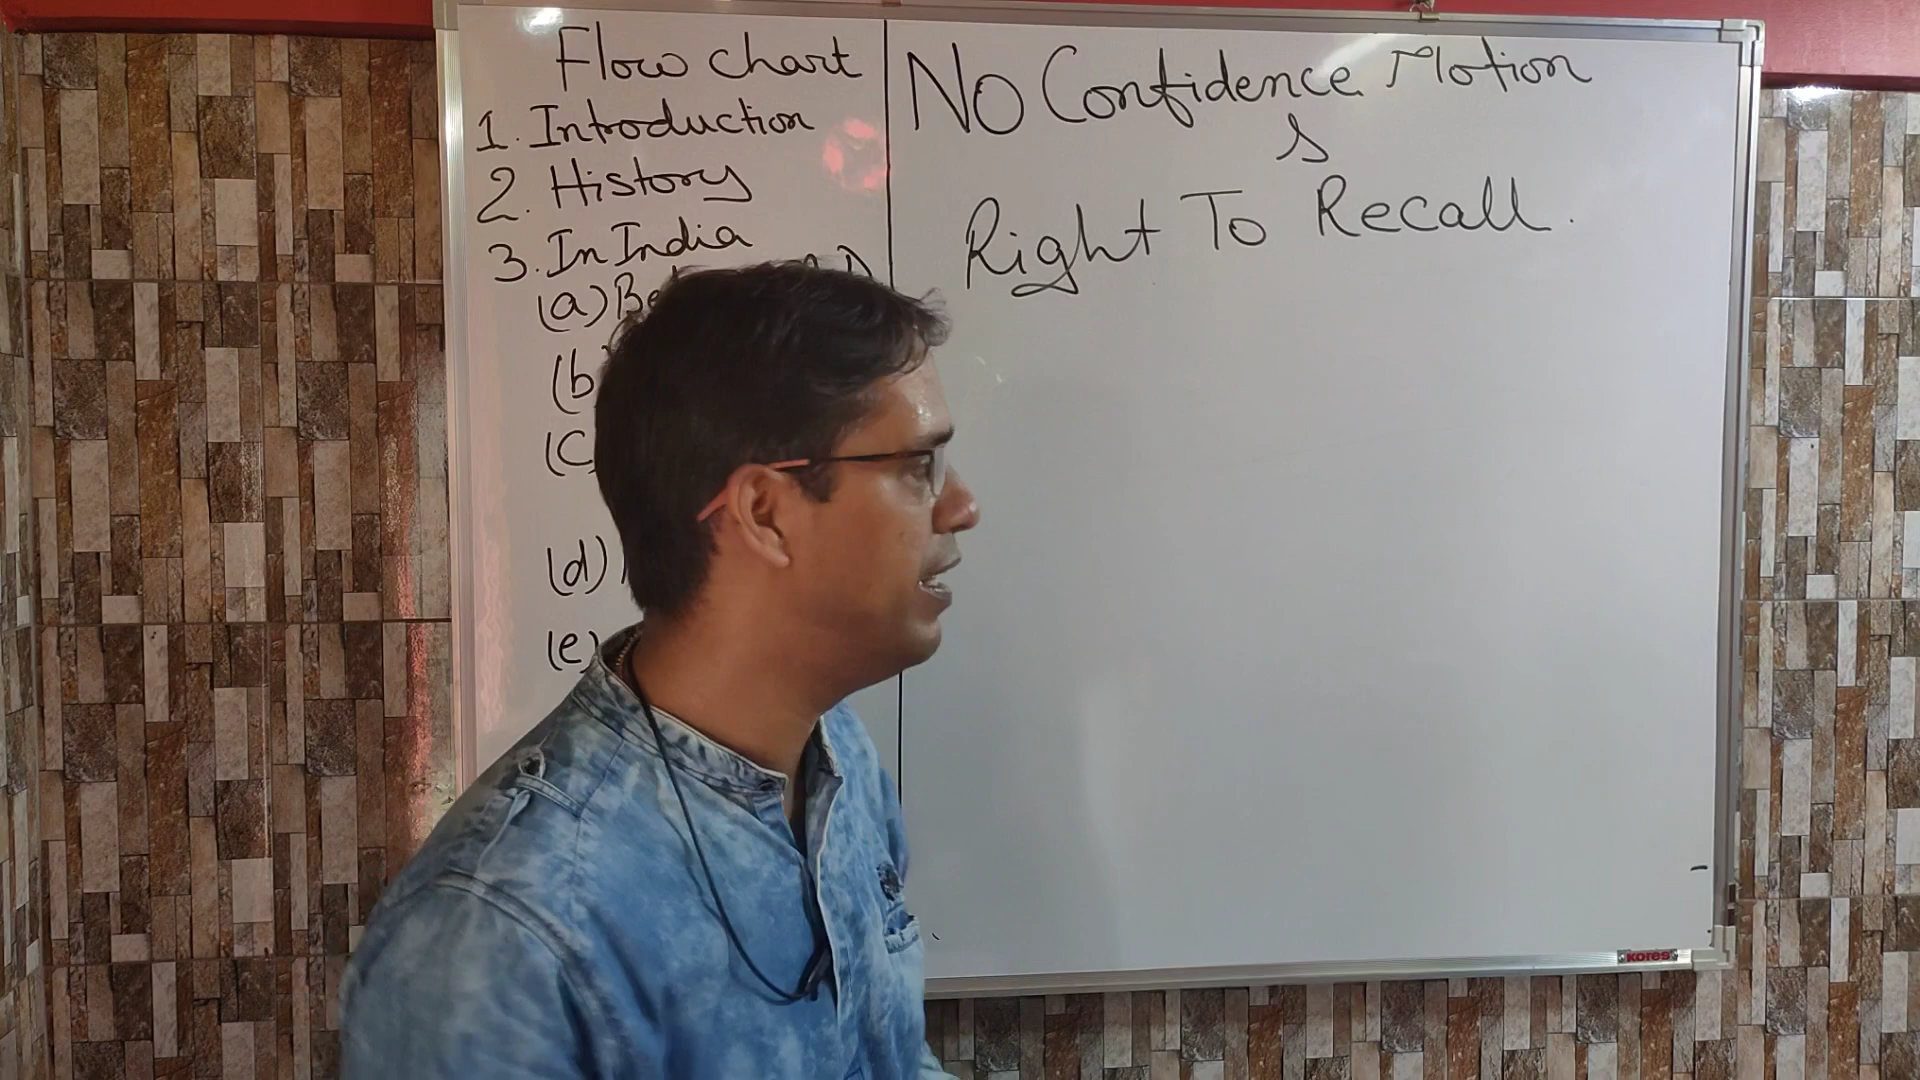 Flow chart
1. Introduction
2. History
3. In India
(a)
(b
(c
(d)
(e)
No Confidence Motion
&
Right To Recall.
KORES